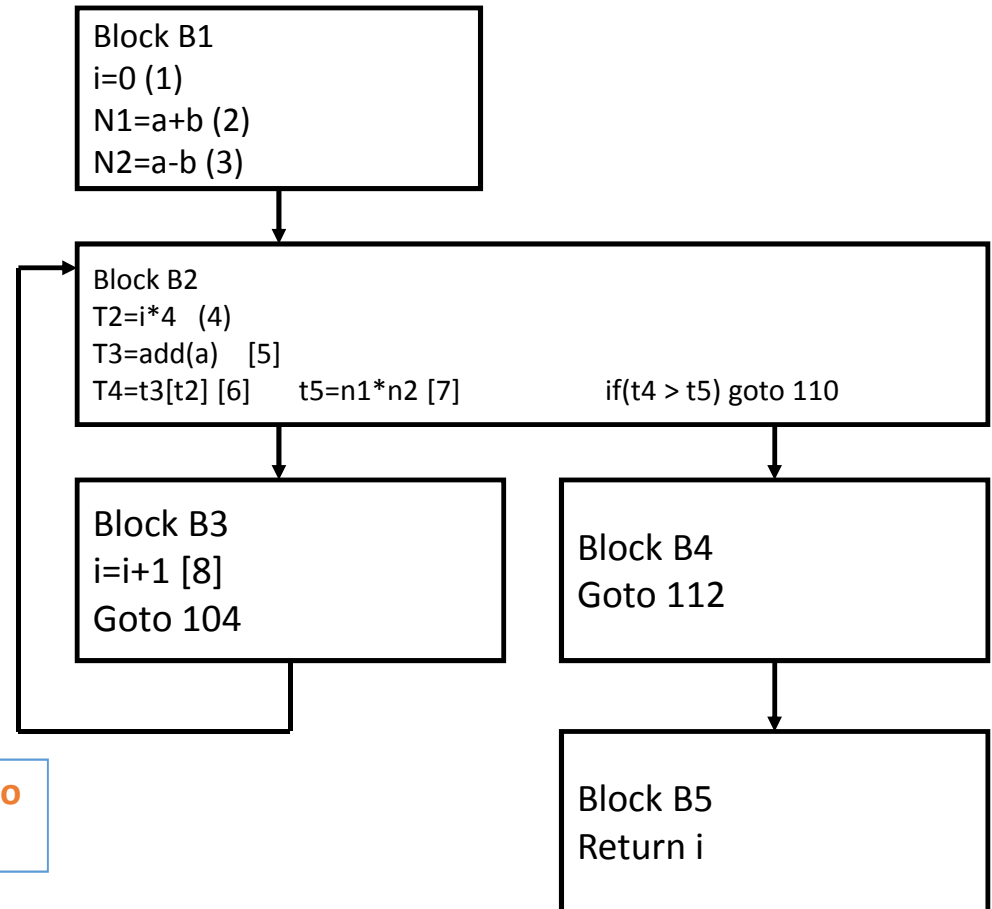 Block B1
i=0 (1)
N1=a+b (2)
N2=a-b (3)
Block B2
T2=i*4 (4)
T3=add(a) [5]
T4=t3[t2] [6] t5=n1*n2 [7] if(t4 > t5) goto 110
Block B3
i=i+1 [8]
Goto 104
Block B4
Goto 112
o
Block B5
Return i